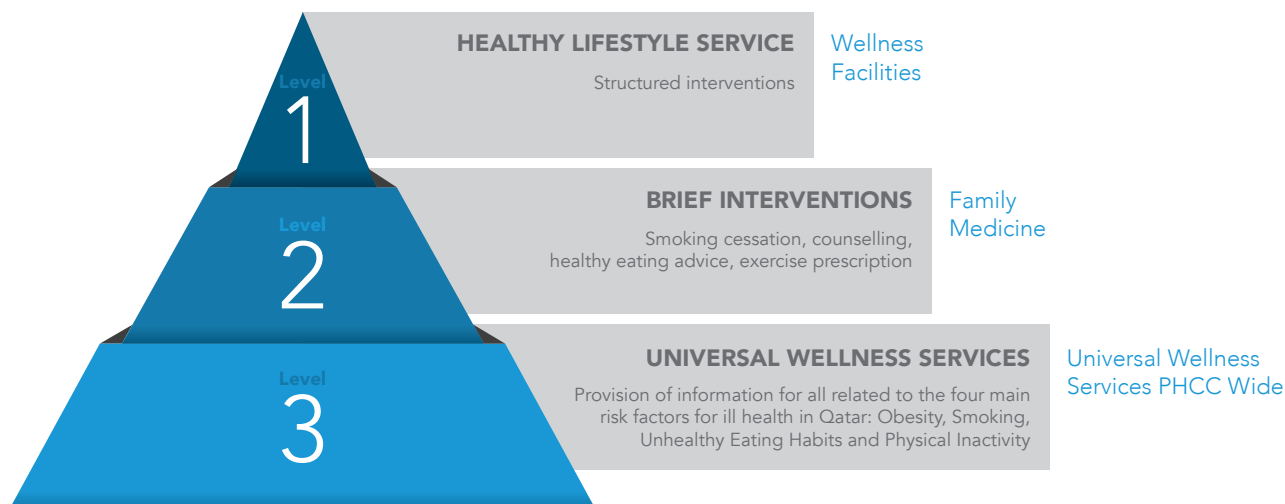 Level
1
HEALTHY LIFESTYLE SERVICE
Structured interventions
Wellness
Facilities
Level
2
BRIEF INTERVENTIONS
Smoking cessation, counselling,
healthy eating advice, exercise prescription
Family
Medicine
Level
3
UNIVERSAL WELLNESS SERVICES
Provision of information for all related to the four main
risk factors for ill health in Qatar: Obesity, Smoking,
Unhealthy Eating Habits and Physical Inactivity
Universal Wellness
Services PHCC Wide